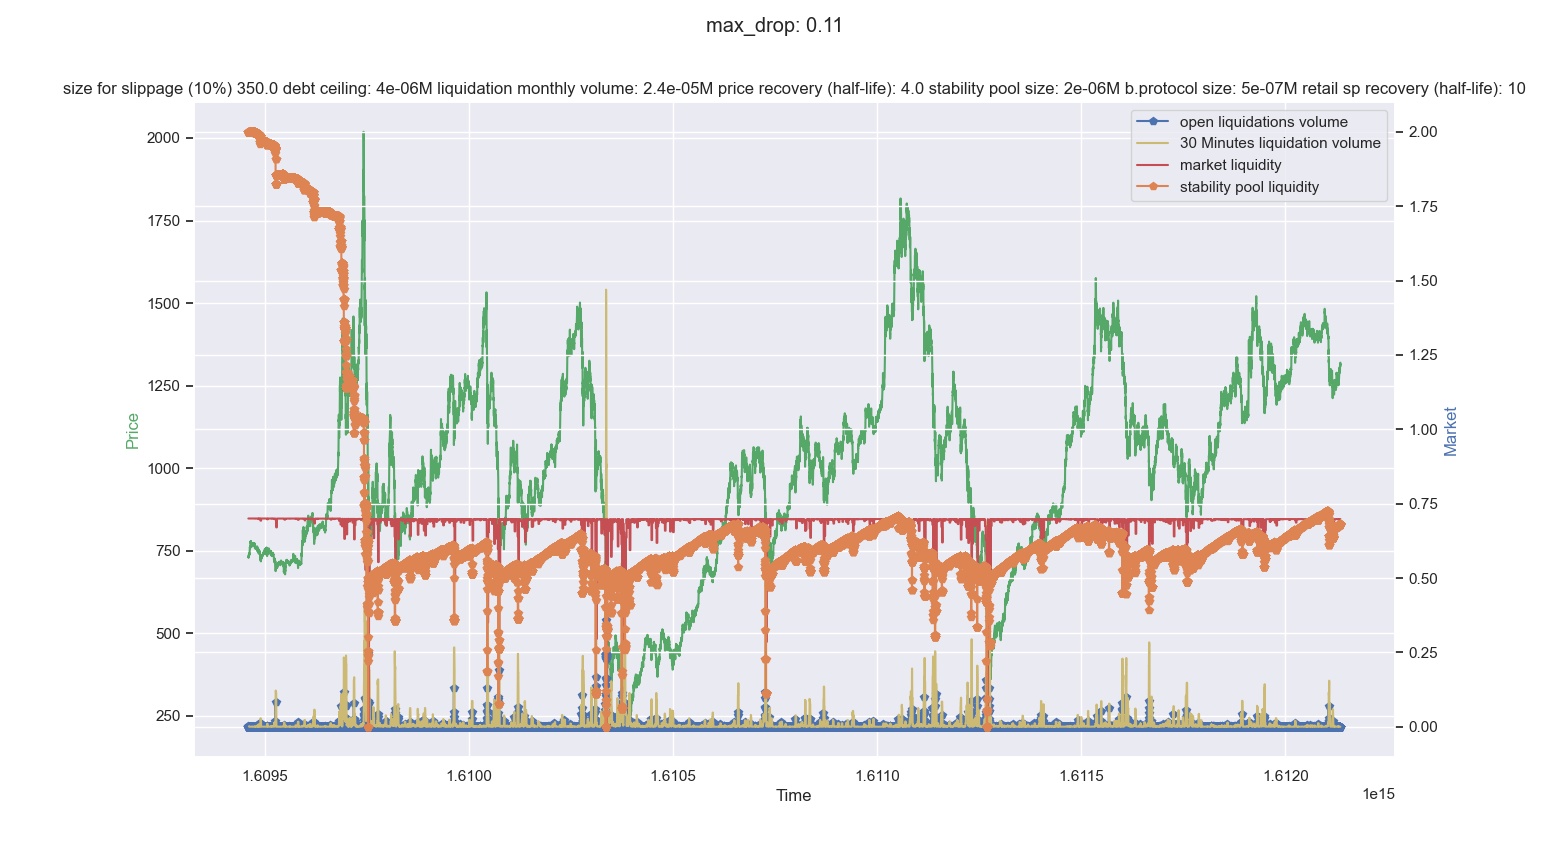 max_drop: 0.11
size for slippage (10%) 350.0 debt ceiling: 4e-06M liquidation monthly volume: 2.4e-05M price recovery (half-life): 4.0 stability pool size: 2e-06M b.protocol size: 5e-07M retail sp recovery (half-life): 10
open liquidations volume
30 Minutes liquidation volume
market liquidity
stability pool liquidity
2000
1750
1500
1250
1000
750
500
250
Price
2.00
1.75
1.50
1.25
1.00
0.75
0.50
0.25
0.00
Market
1.6095 1.6100 1.6105 1.6110 1.6115 1.6120
1e15
Time